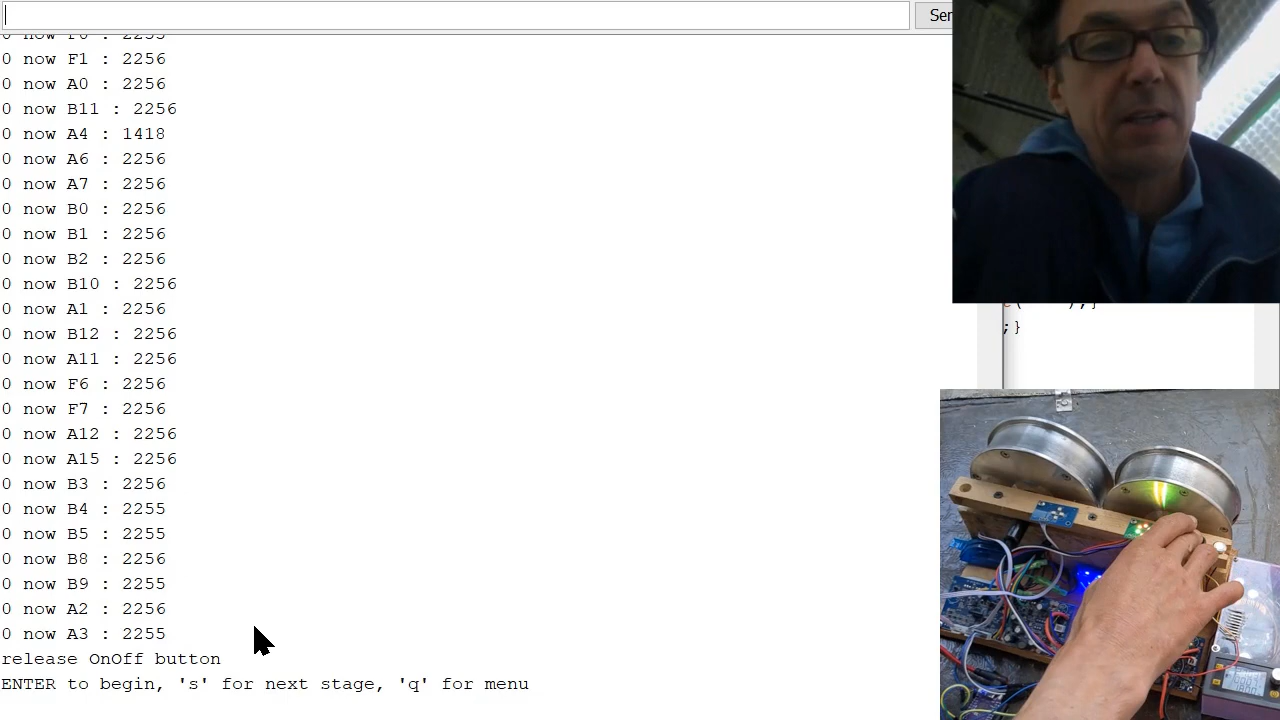 Ser
0 now F0 : 2255
0 now F1 : 2256
0 now A0 : 2256
0 now B11 : 2256
0 now A4 : 1418
0 now A6 : 2256
0 now A7 : 2256
0 now B0 : 2256
0 now B1 : 2256
0 now B2 : 2256
0 now B10 : 2256
0 now A1 : 2256
0 now B12 : 2256
0 now A11 : 2256
0 now F6 : 2256
0 now F7 : 2256
0 now A12 : 2256
0 now A15 : 2256
0 now B3 : 2256
0 now B4 : 2255
0 now B5 : 2255
0 now B8 : 2256
0 now B9 : 2255
0 now A2 : 2256
0 now A3 : 2255
release OnOff button
ENTER to begin, 's' for next stage, 'q' for menu
;}